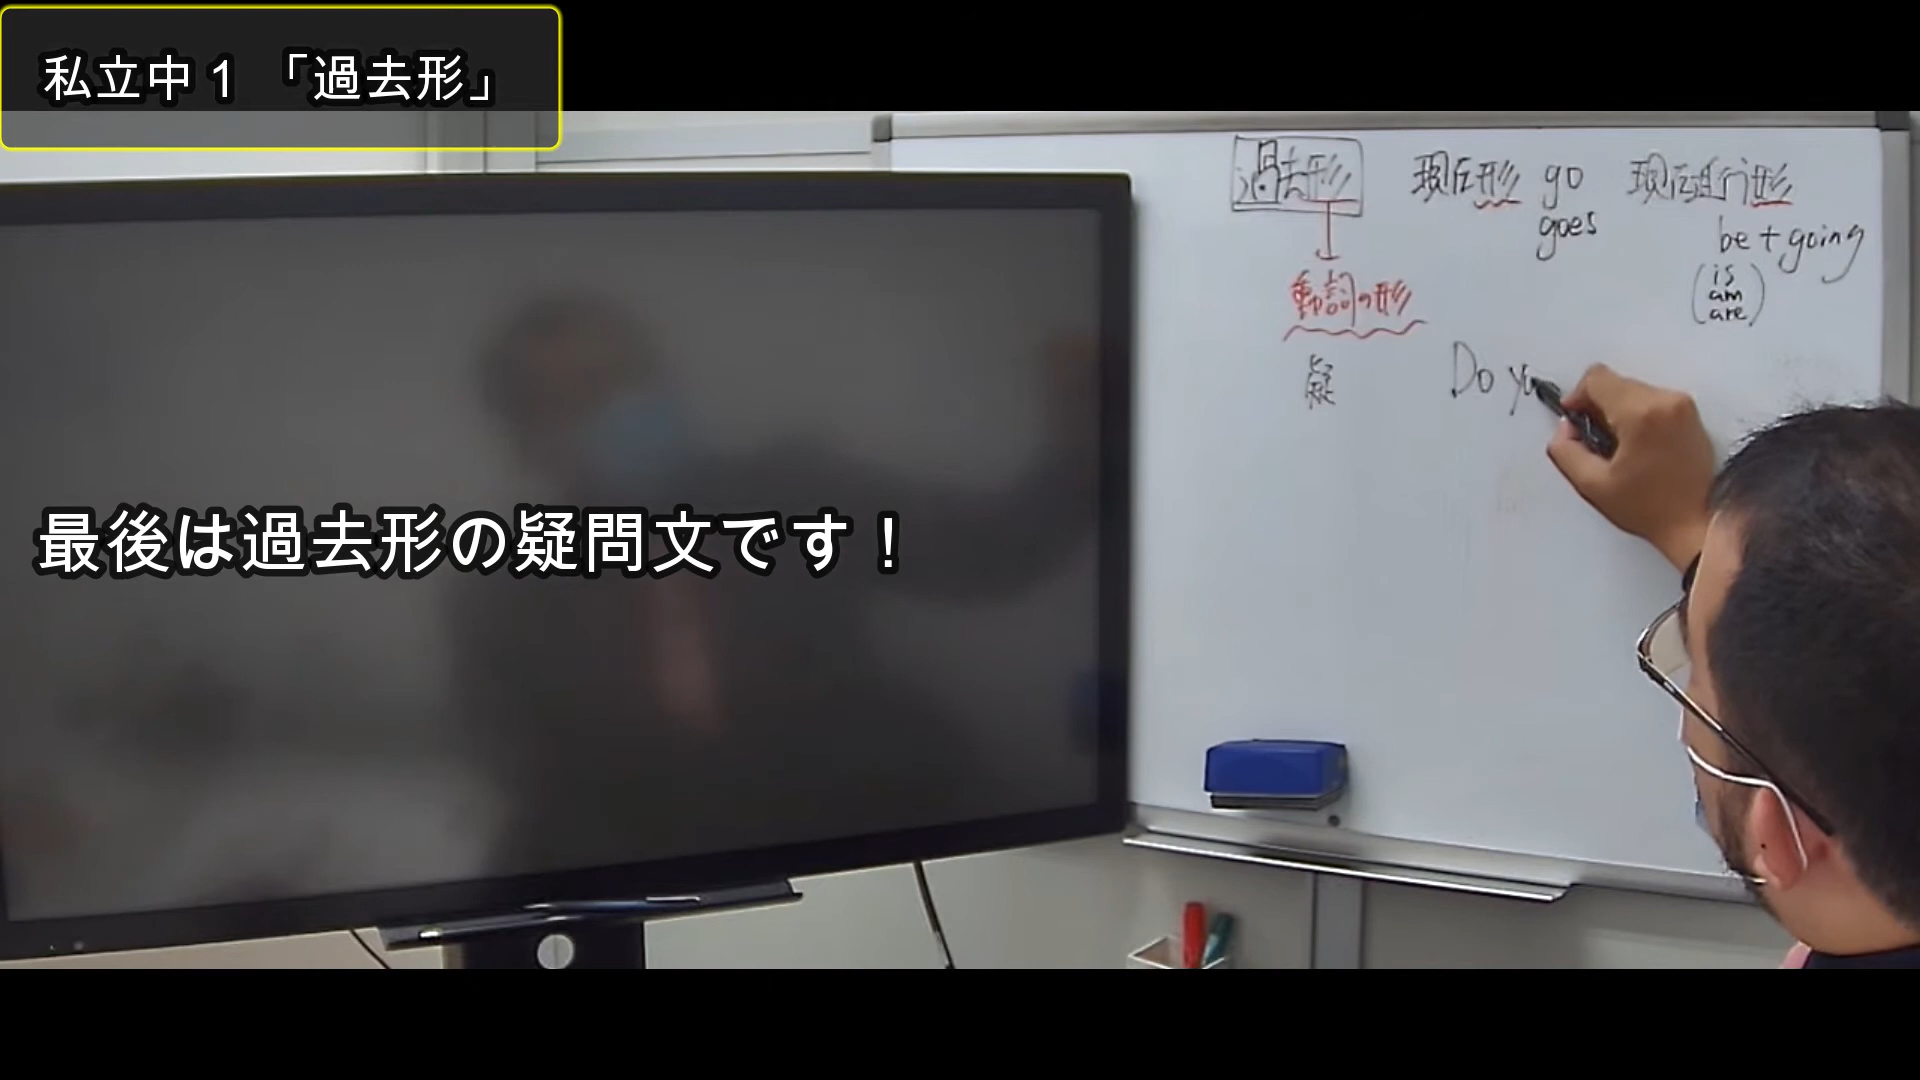 私立中1 「過去形」
過去形 現在形 go 現在進行形
goes
be + going
(is
am
are)
動詞の形
疑 Do yo
最後は過去形の疑問文です！